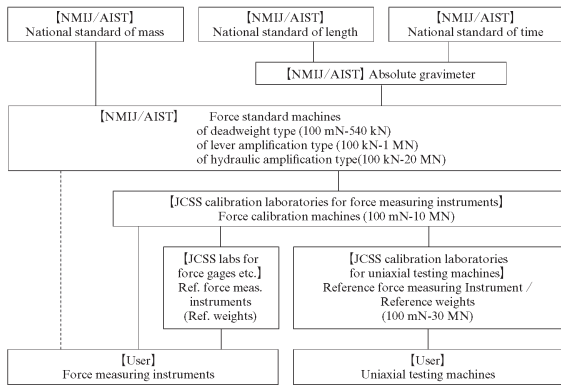 【NMIJ/AIST】
National standard of mass
【NMIJ/AIST】
National standard of length
【NMIJ/AIST】
National standard of time
【NMIJ/AIST】 Absolute gravimeter
【NMIJ/AIST】 Force standard machines
of deadweight type (100 mN-540 kN)
of lever amplification type (100 kN-1 MN)
of hydraulic amplification type(100 kN-20 MN)
【JCSS calibration laboratories for force measuring instruments】
Force calibration machines (100 mN-10 MN)
【JCSS labs for
force gages etc.】
Ref. force meas.
instruments
(Ref. weights)
【JCSS calibration laboratories
for uniaxial testing machines】
Reference force measuring Instrument /
Reference weights
(100 mN-30 MN)
【User】
Force measuring instruments
【User】
Uniaxial testing machines